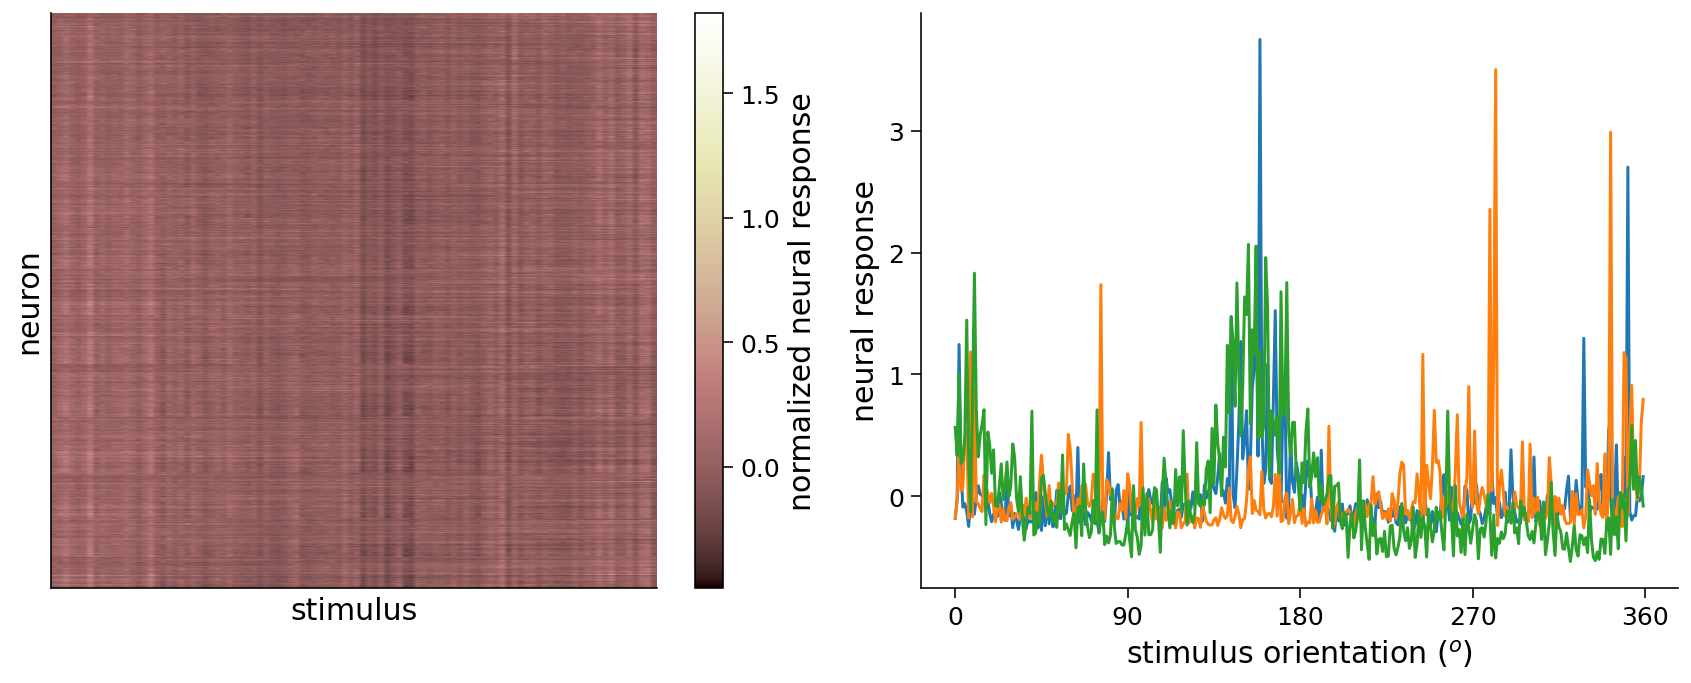 neuron
stimulus
1.5
1.0
0.5
0.0
normalized neural response
neural response
3
2
1
0
0 90 180 270 360
stimulus orientation (°)